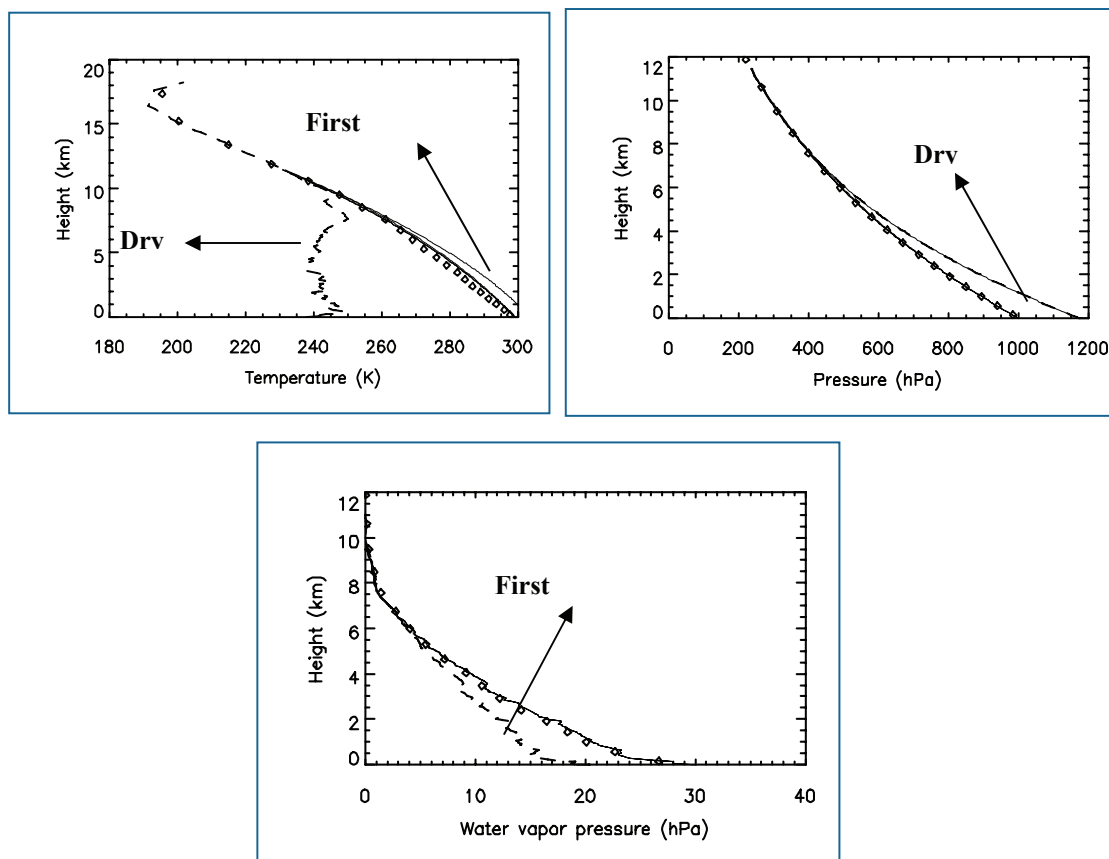 20
15
10
5
0
Height (km)
First
Drv
180 200 220 240 260 280 300
Temperature (K)
12
10
8
6
4
2
0
Height (km)
Drv
0 200 400 600 800 1000 1200
Pressure (hPa)
12
10
8
6
4
2
0
Height (km)
First
0 10 20 30 40
Water vapor pressure (hPa)